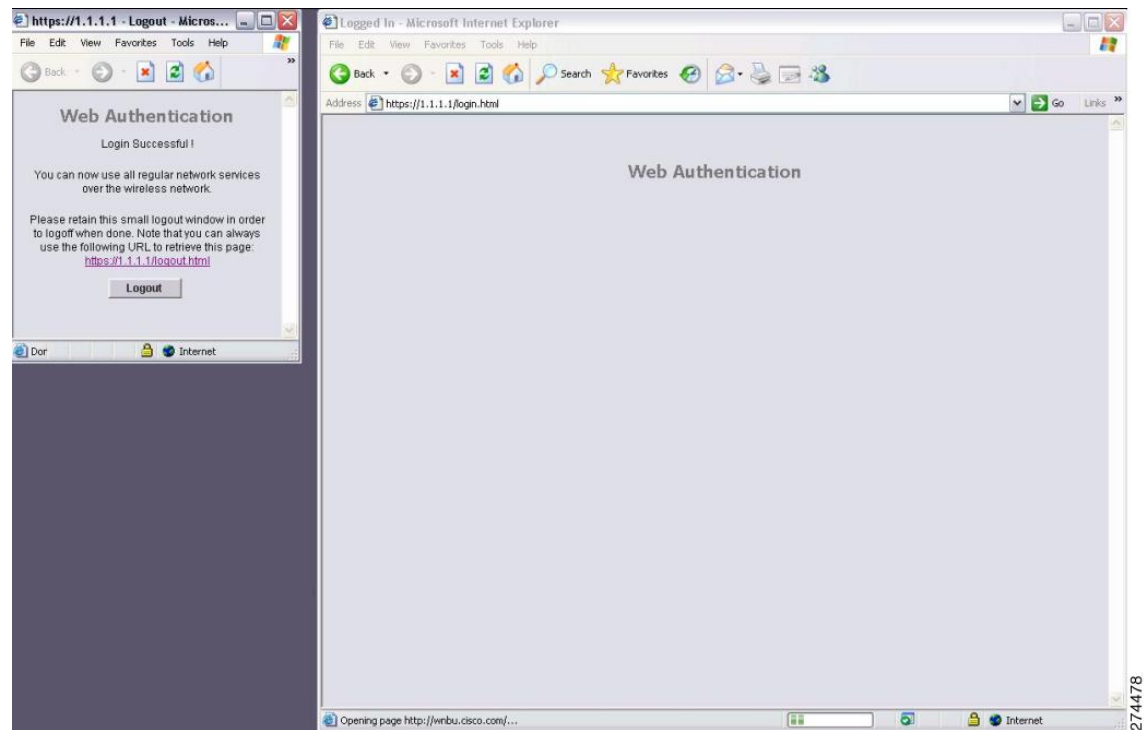 https://1.1.1.1 - Logout - Micros...
File Edit View Favorites Tools Help
Back
Web Authentication
Login Successful !
You can now use all regular network services
over the wireless network.
Please retain this small logout window in order
to logoff when done. Note that you can always
use the following URL to retrieve this page:
https://1.1.1.1/logout.html
Logout
Dor Internet
Logged In - Microsoft Internet Explorer
File Edit View Favorites Tools Help
Back Search Favorites
Address https://1.1.1.1/login.html Go Links
Web Authentication
Opening page http://wnbu.cisco.com/... Internet
274478